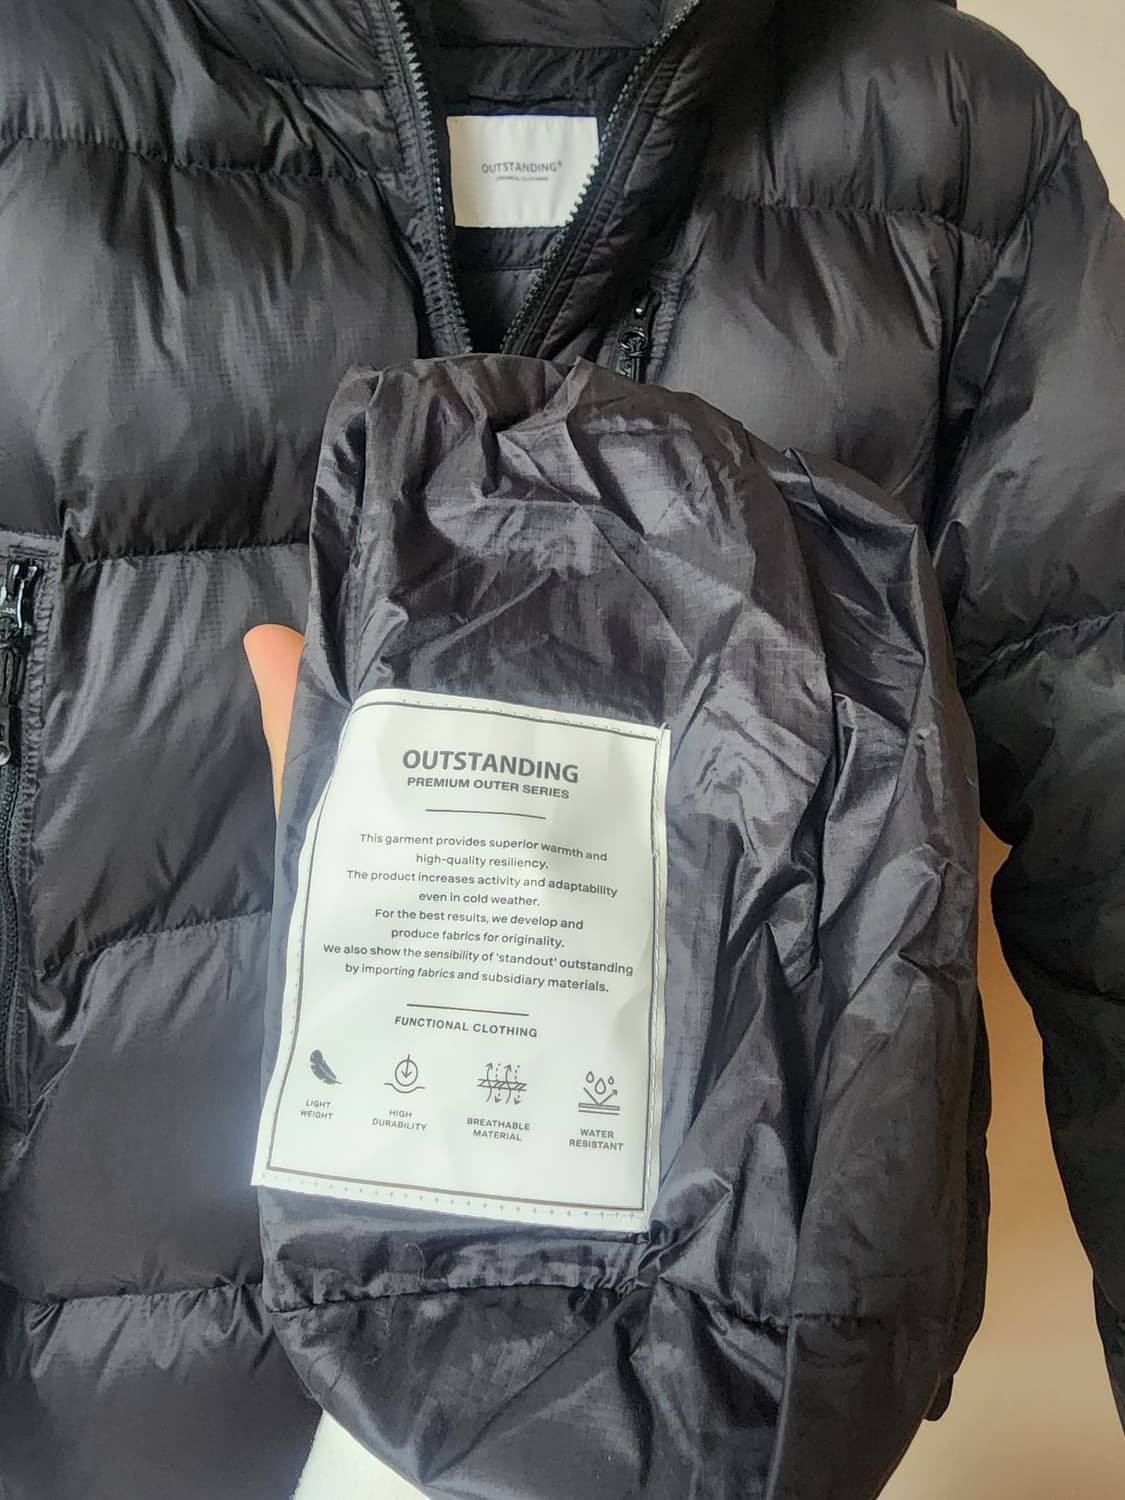 OUTSTANDING®
ORIGINAL CLOTHING
OUTSTANDING
PREMIUM OUTER SERIES
This garment provides superior warmth and
high-quality resiliency.
The product increases activity and adaptability
even in cold weather.
For the best results, we develop and
produce fabrics for originality.
We also show the sensibility of 'standout' outstanding
by importing fabrics and subsidiary materials.
FUNCTIONAL CLOTHING
LIGHT
WEIGHT
HIGH
DURABILITY
BREATHABLE
MATERIAL
WATER
RESISTANT